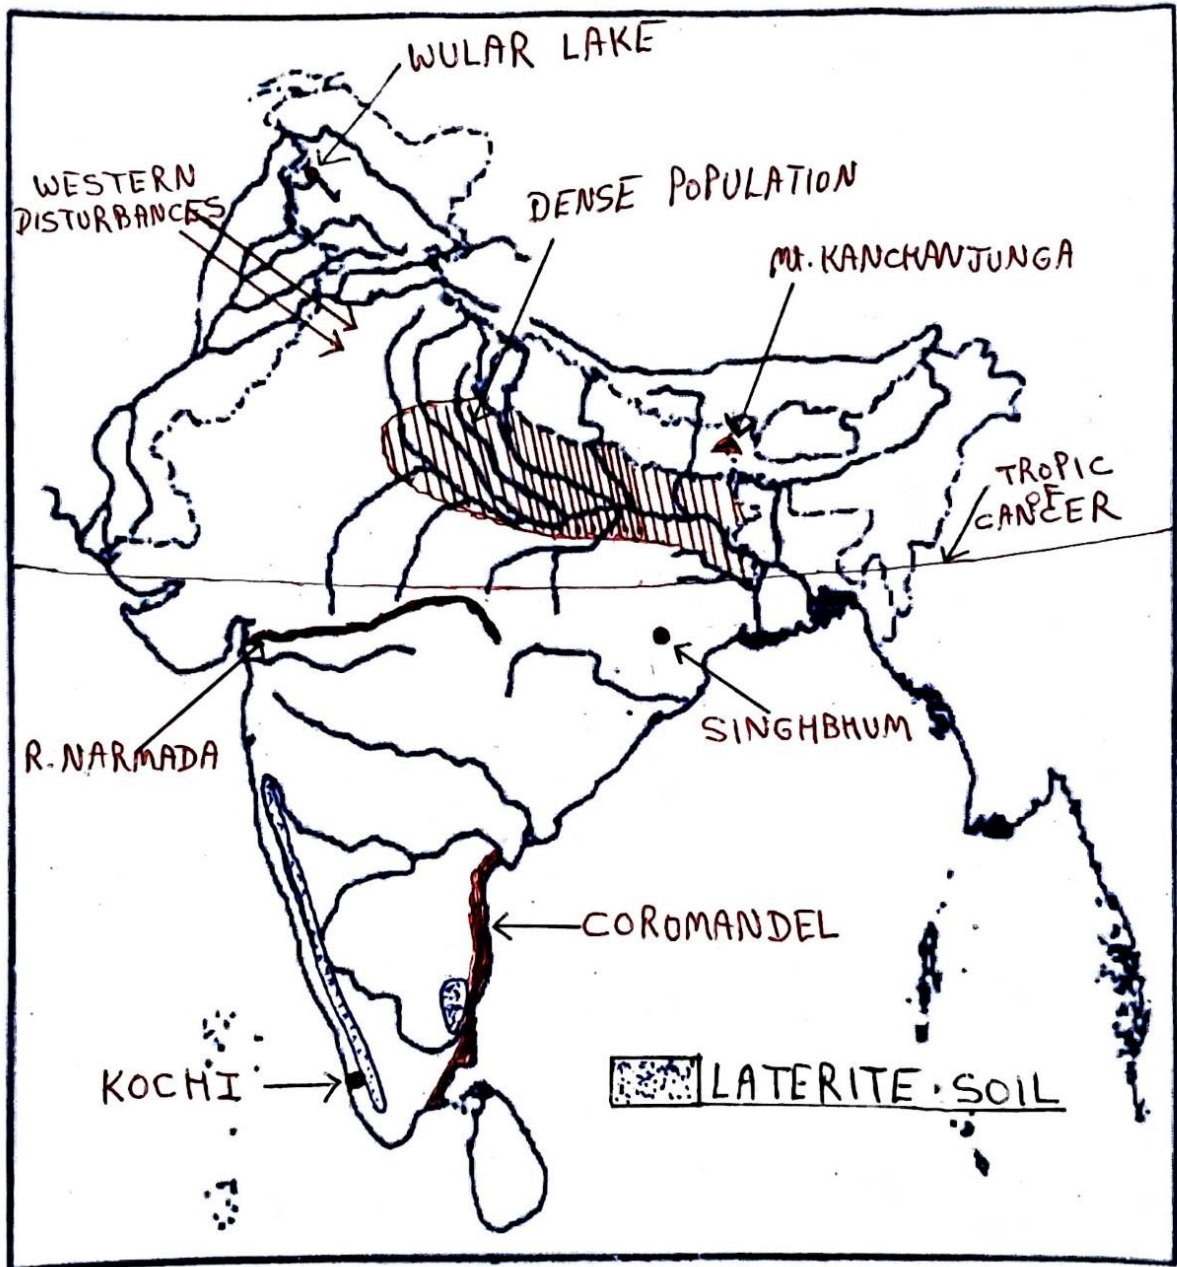 WULAR LAKE
WESTERN
DISTURBANCES
DENSE POPULATION
Mt. KANCHANJUNGA
TROPIC
OF
CANCER
SINGHBHUM
R. NARMADA
COROMANDEL
KOCHI
LATERITE SOIL